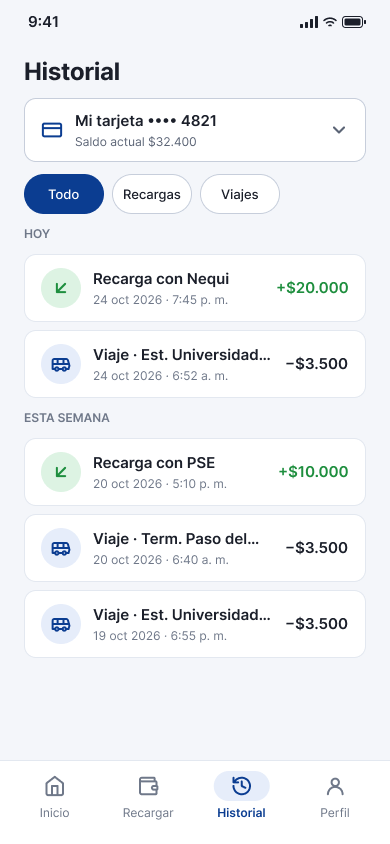 9:41
Historial
Mi tarjeta •••• 4821
Saldo actual $32.400
Todo
Recargas
Viajes
HOY
Recarga con Nequi
+$20.000
24 oct 2026 · 7:45 p. m.
Viaje · Est. Universidad...
−$3.500
24 oct 2026 · 6:52 a. m.
ESTA SEMANA
Recarga con PSE
+$10.000
20 oct 2026 · 5:10 p. m.
Viaje · Term. Paso del...
−$3.500
20 oct 2026 · 6:40 a. m.
Viaje · Est. Universidad...
−$3.500
19 oct 2026 · 6:55 p. m.
Inicio
Recargar
Historial
Perfil